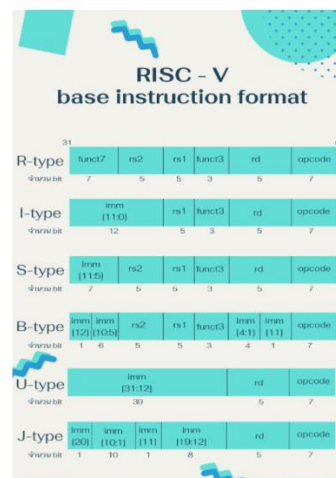 RISC - V
base instruction format
31
R-type funct7 rs2 rs1 funct3 rd opcode
จำนวน bit 7 5 5 3 5 7
I-type imm [11:0] rs1 funct3 rd opcode
จำนวน bit 12 5 3 5 7
S-type imm [11:5] rs2 rs1 funct3 rd opcode
จำนวน bit 7 5 5 3 5 7
B-type imm [12] imm [10:5] rs2 rs1 funct3 imm [4:1] imm [11] opcode
จำนวน bit 1 6 5 5 3 4 1 7
U-type imm [31:12] rd opcode
จำนวน bit 30 5 7
J-type imm [20] imm [10:1] imm [11] imm [19:12] rd opcode
จำนวน bit 1 10 1 8 5 7